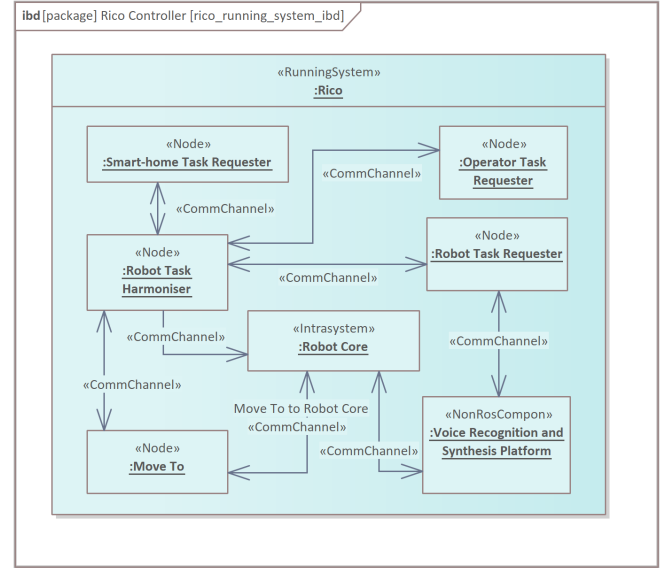 ibd [package] Rico Controller [rico_running_system_ibd]
«RunningSystem»
:Rico
«Node»
:Smart-home Task Requester
«Node»
:Operator Task
Requester
«CommChannel»
«CommChannel»
«Node»
:Robot Task Requester
«Node»
:Robot Task
Harmoniser
«CommChannel»
«Intrasystem»
:Robot Core
«CommChannel»
«CommChannel»
«CommChannel»
Move To to Robot Core
«CommChannel»
«NonRosCompon»
:Voice Recognition and
Synthesis Platform
«Node»
:Move To
«CommChannel»